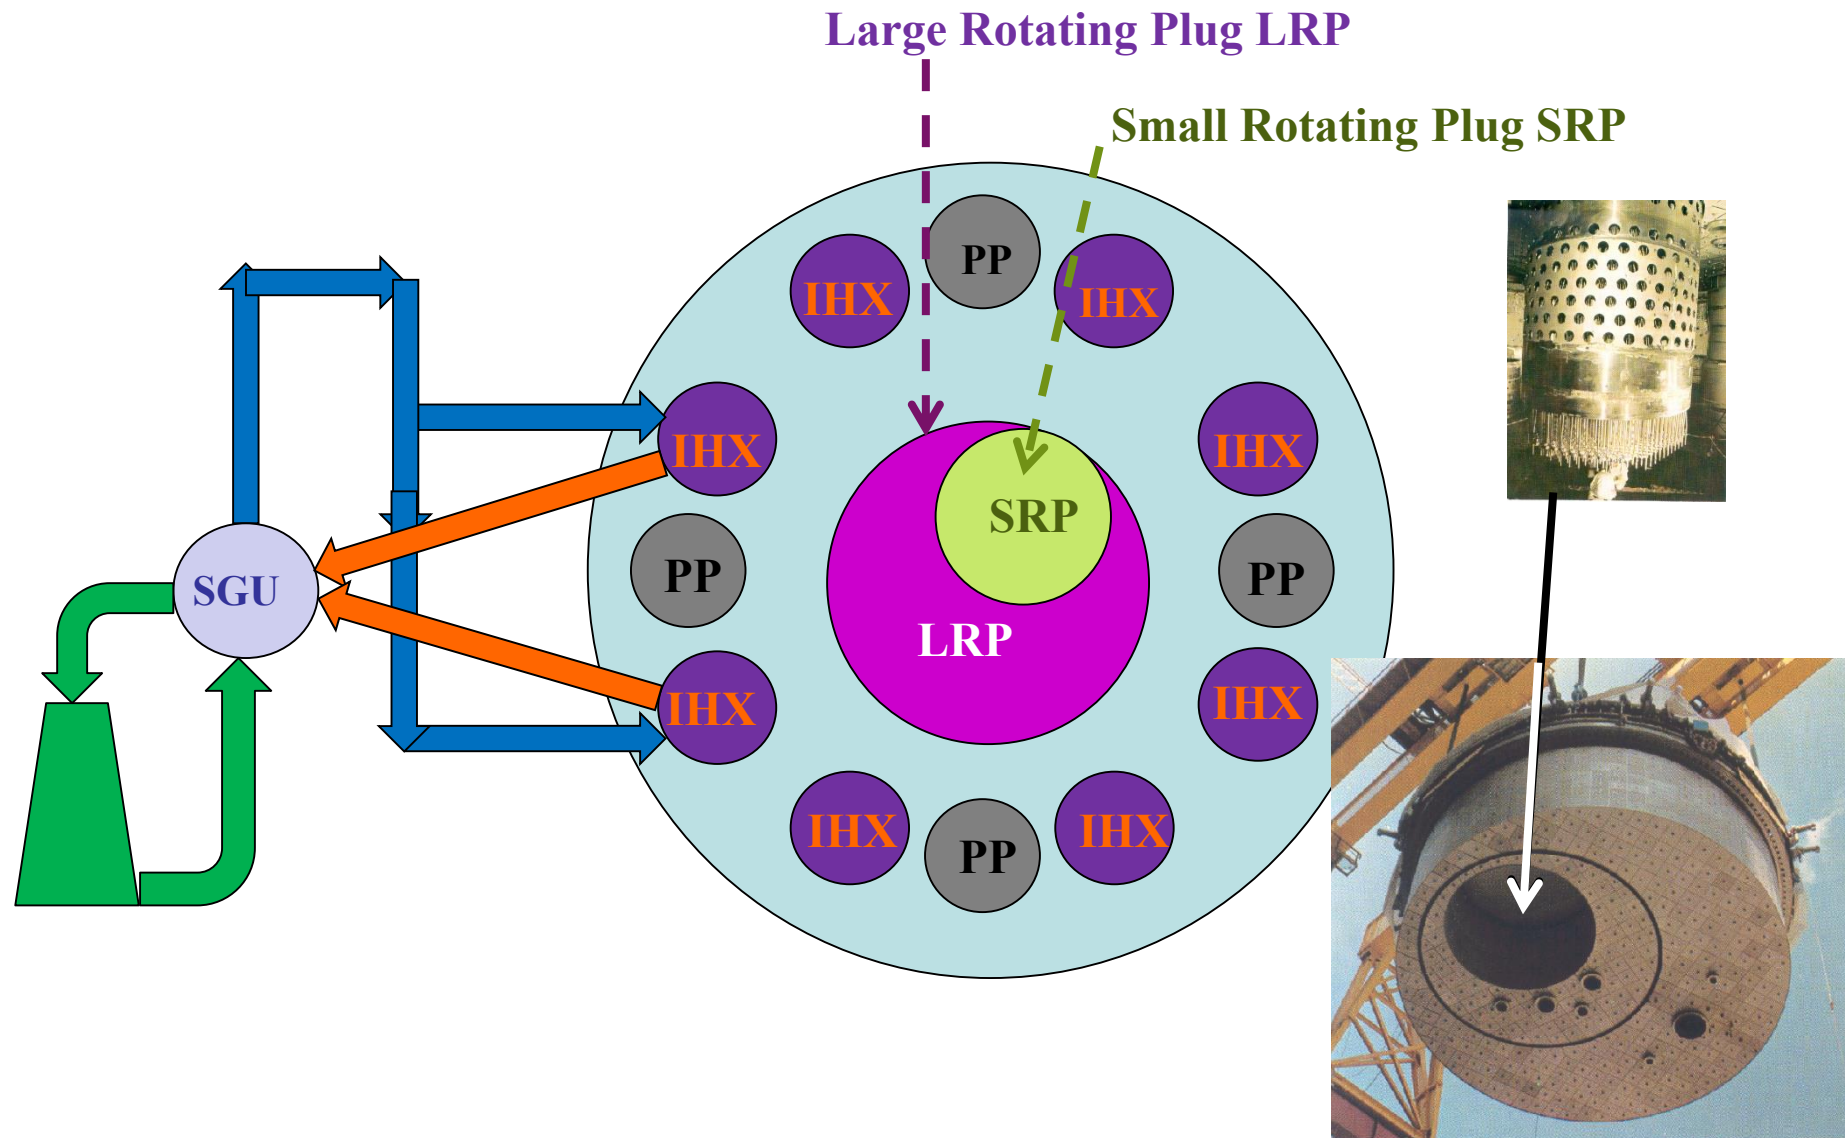 Large Rotating Plug LRP
Small Rotating Plug SRP
PP
IHX
IHX
IHX
IHX
SRP
PP
PP
SGU
LRP
IHX
IHX
IHX
IHX
PP